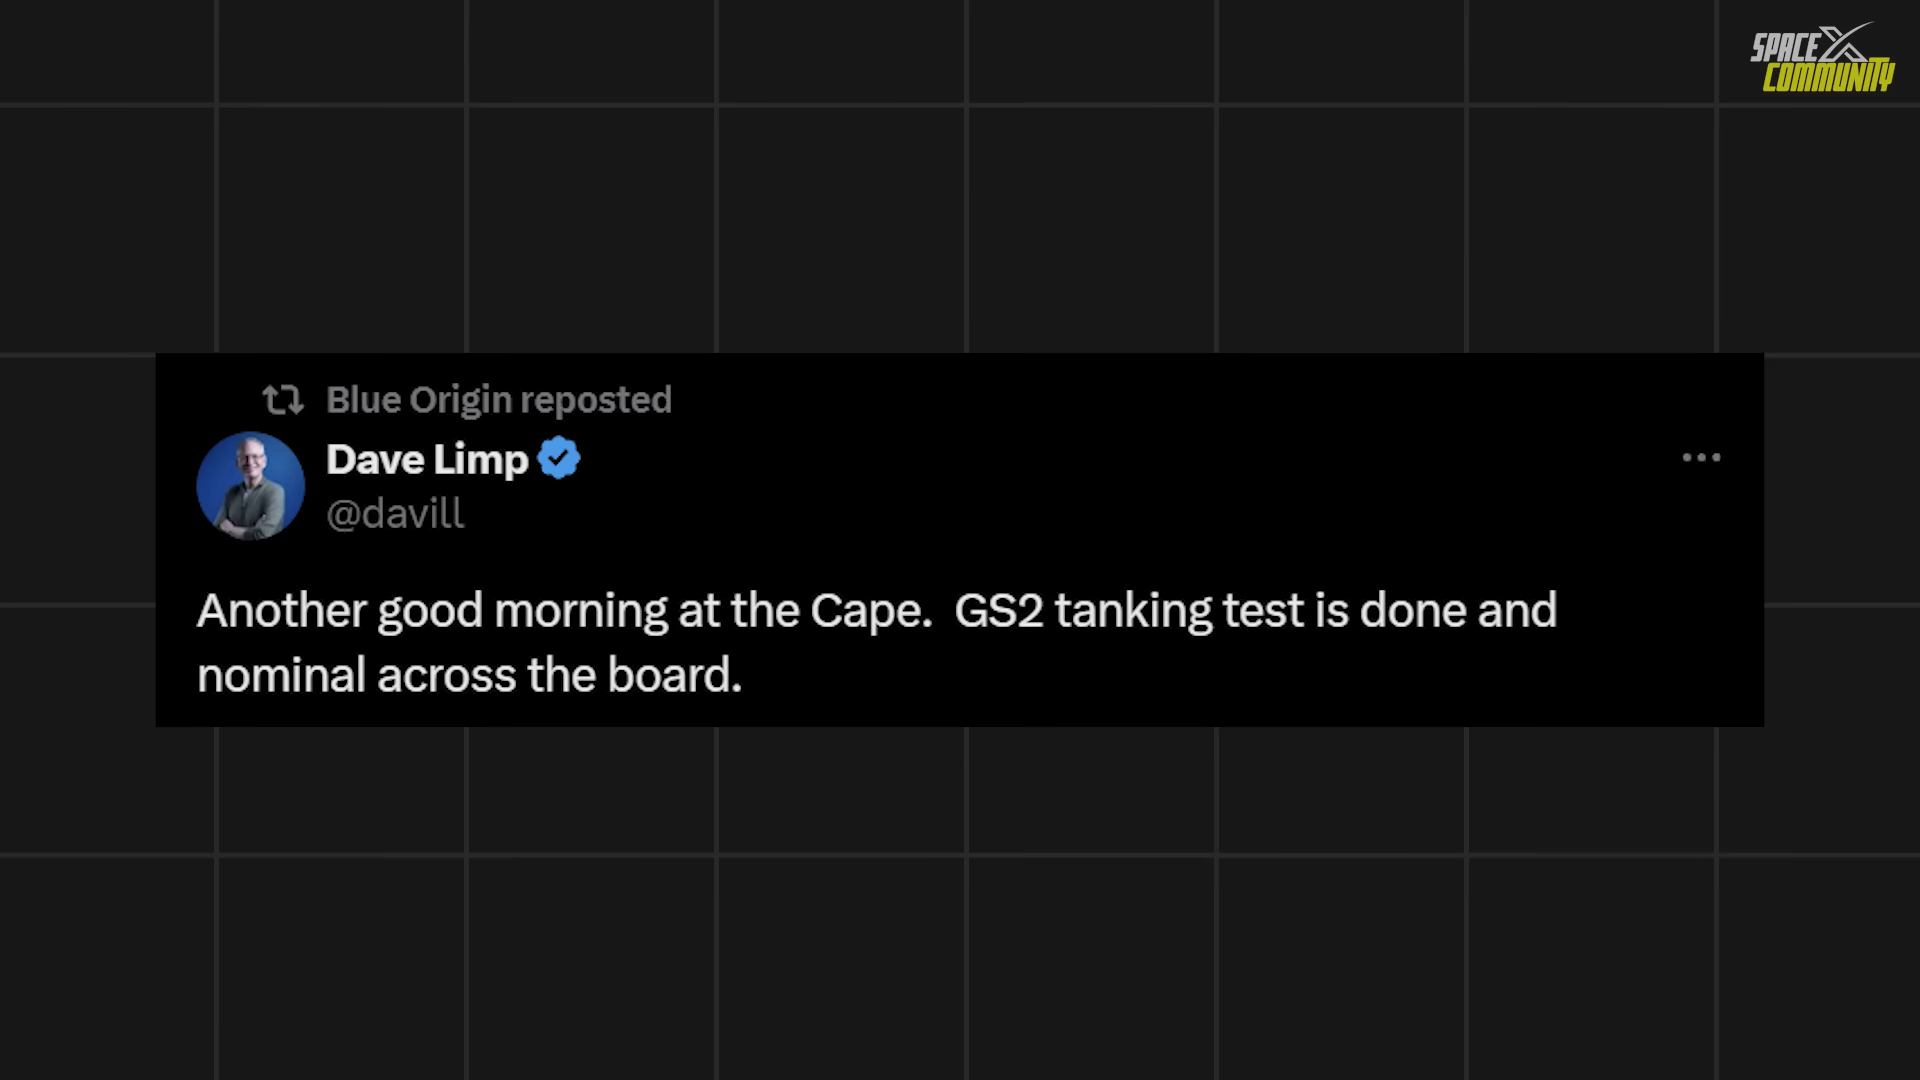 SPACEX
COMMUNITY
Blue Origin reposted
Dave Limp
@davill
Another good morning at the Cape.  GS2 tanking test is done and
nominal across the board.